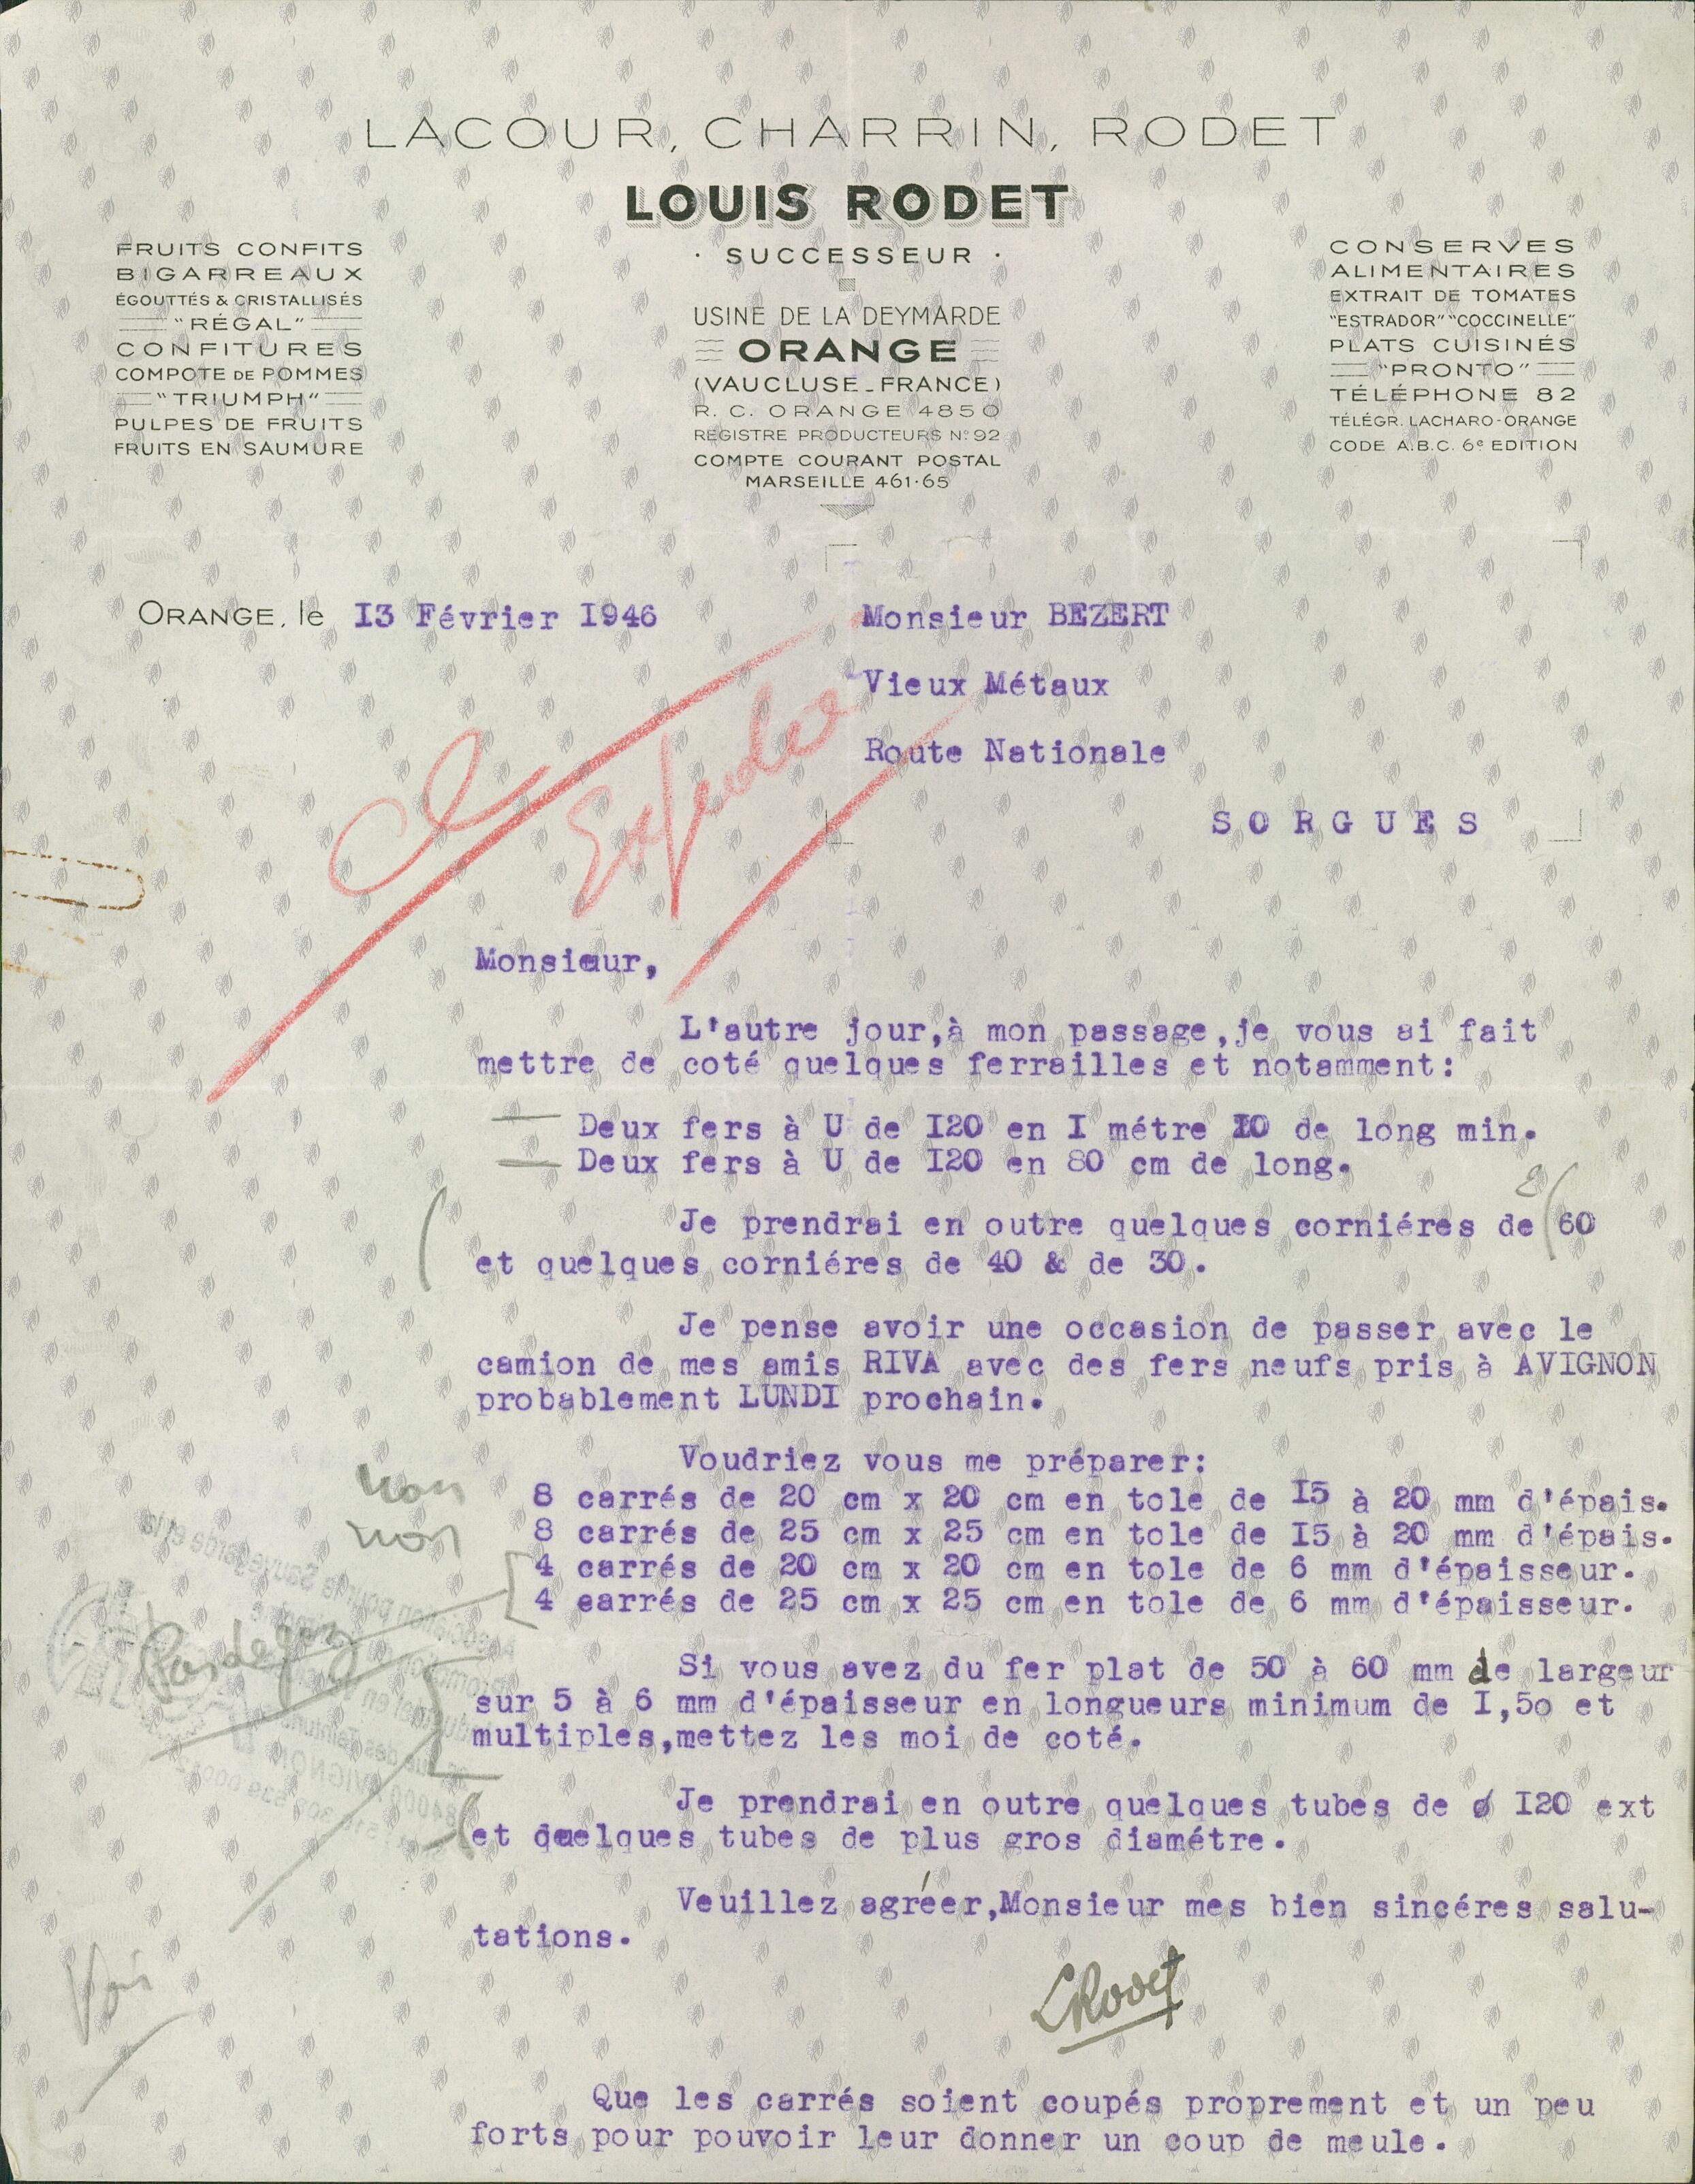 LACOUR, CHARRIN, RODET
LOUIS RODET
· SUCCESSEUR ·
FRUITS CONFITS
BIGARREAUX
ÉGOUTTÉS & CRISTALLISÉS
"RÉGAL"
CONFITURES
COMPOTE DE POMMES
"TRIUMPH"
PULPES DE FRUITS
FRUITS EN SAUMURE
USINE DE LA DEYMARDE
ORANGE
(VAUCLUSE_FRANCE)
R. C. ORANGE 4850
REGISTRE PRODUCTEURS N° 92
COMPTE COURANT POSTAL
MARSEILLE 461·65
CONSERVES
ALIMENTAIRES
EXTRAIT DE TOMATES
"ESTRADOR" "COCCINELLE"
PLATS CUISINÉS
"PRONTO"
TÉLÉPHONE 82
TÉLÉGR. LACHARO-ORANGE
CODE A.B.C. 6e EDITION
ORANGE, le I3 Février I946
Monsieur BEZERT
Vieux Métaux
Route Nationale
S O R G U E S
Monsieur,
L'autre jour,à mon passage,je vous ai fait
mettre de coté quelques ferrailles et notamment:
— Deux fers à U de I20 en I métre I0 de long min.
— Deux fers à U de I20 en 80 cm de long.
Je prendrai en outre quelques corniéres de 60
et quelques corniéres de 40 & de 30.
Je pense avoir une occasion de passer avec le
camion de mes amis RIVA avec des fers neufs pris à AVIGNON
probablement LUNDI prochain.
Voudriez vous me préparer:
non 8 carrés de 20 cm x 20 cm en tole de I5 à 20 mm d'épais.
non 8 carrés de 25 cm x 25 cm en tole de I5 à 20 mm d'épais.
4 carrés de 20 cm x 20 cm en tole de 6 mm d'épaisseur.
4 earrés de 25 cm x 25 cm en tole de 6 mm d'épaisseur.
Si vous avez du fer plat de 50 à 60 mm de largeur
sur 5 à 6 mm d'épaisseur en longueurs minimum de I,5o et
multiples,mettez les moi de coté.
Je prendrai en outre quelques tubes de ø I20 ext
et quelques tubes de plus gros diamétre.
Veuillez agréer,Monsieur mes bien sincéres salu-
tations.
LRodet
Voir
Que les carrés soient coupés proprement et un peu
forts pour pouvoir leur donner un coup de meule.